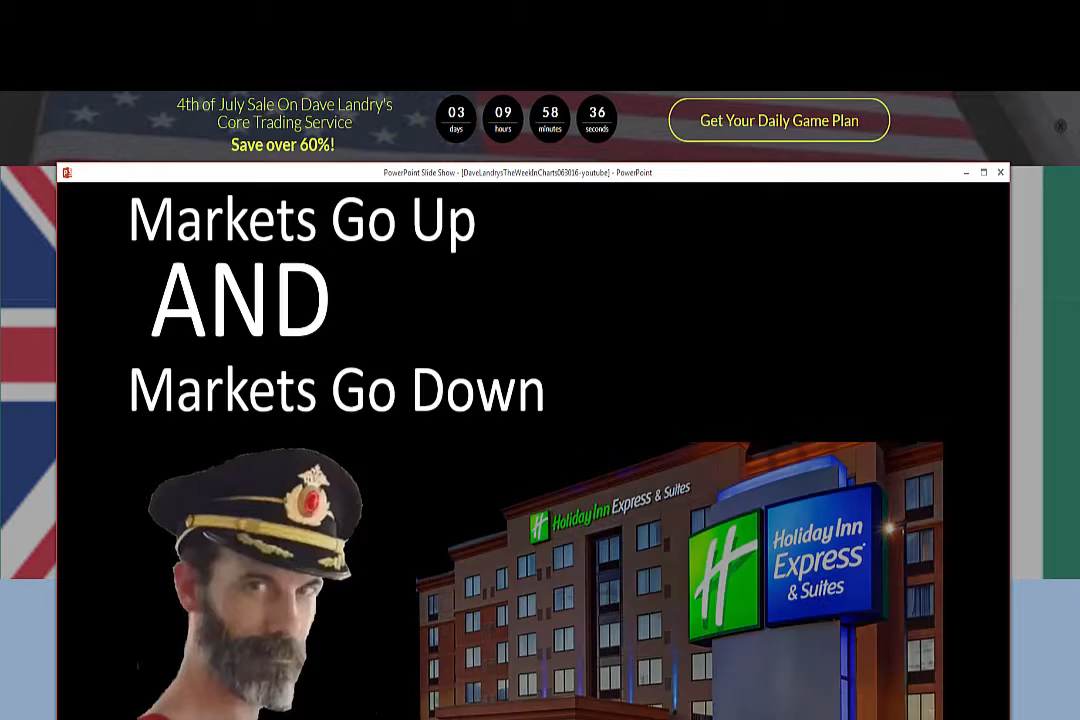 4th of July Sale On Dave Landry's
Core Trading Service
Save over 60%!
03 09 58 36
days hours minutes seconds
Get Your Daily Game Plan
PowerPoint Slide Show - [DaveLandrysTheWeekInCharts063016-youtube] - PowerPoint
Markets Go Up
AND
Markets Go Down
H Holiday Inn Express & Suites
H
Holiday Inn
Express
& Suites